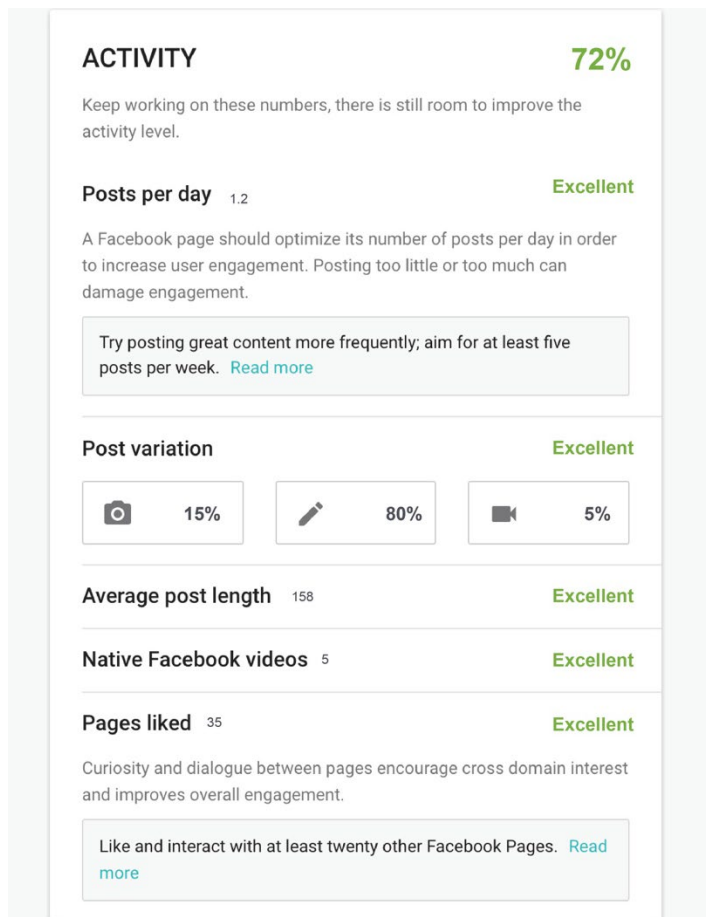 ACTIVITY 72%
Keep working on these numbers, there is still room to improve the
activity level.
Posts per day 1.2 Excellent
A Facebook page should optimize its number of posts per day in order
to increase user engagement. Posting too little or too much can
damage engagement.
Try posting great content more frequently; aim for at least five
posts per week. Read more
Post variation Excellent
15% 80% 5%
Average post length 158 Excellent
Native Facebook videos 5 Excellent
Pages liked 35 Excellent
Curiosity and dialogue between pages encourage cross domain interest
and improves overall engagement.
Like and interact with at least twenty other Facebook Pages. Read
more